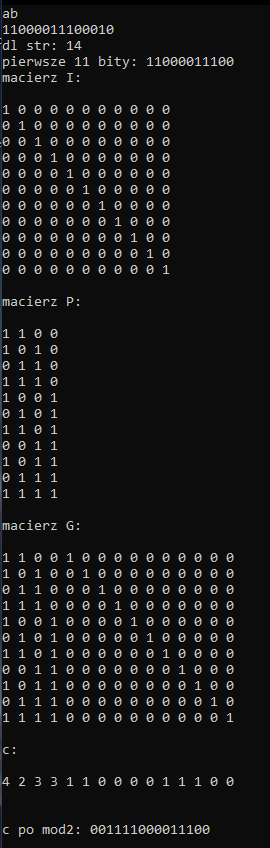 ab
11000011100010
dl str: 14
pierwsze 11 bity: 11000011100
macierz I:
1 0 0 0 0 0 0 0 0 0 0
0 1 0 0 0 0 0 0 0 0 0
0 0 1 0 0 0 0 0 0 0 0
0 0 0 1 0 0 0 0 0 0 0
0 0 0 0 1 0 0 0 0 0 0
0 0 0 0 0 1 0 0 0 0 0
0 0 0 0 0 0 1 0 0 0 0
0 0 0 0 0 0 0 1 0 0 0
0 0 0 0 0 0 0 0 1 0 0
0 0 0 0 0 0 0 0 0 1 0
0 0 0 0 0 0 0 0 0 0 1
macierz P:
1 1 0 0
1 0 1 0
0 1 1 0
1 1 1 0
1 0 0 1
0 1 0 1
1 1 0 1
0 0 1 1
1 0 1 1
0 1 1 1
1 1 1 1
macierz G:
1 1 0 0 1 0 0 0 0 0 0 0 0 0 0
1 0 1 0 0 1 0 0 0 0 0 0 0 0 0
0 1 1 0 0 0 1 0 0 0 0 0 0 0 0
1 1 1 0 0 0 0 1 0 0 0 0 0 0 0
1 0 0 1 0 0 0 0 1 0 0 0 0 0 0
0 1 0 1 0 0 0 0 0 1 0 0 0 0 0
1 1 0 1 0 0 0 0 0 0 1 0 0 0 0
0 0 1 1 0 0 0 0 0 0 0 1 0 0 0
1 0 1 1 0 0 0 0 0 0 0 0 1 0 0
0 1 1 1 0 0 0 0 0 0 0 0 0 1 0
1 1 1 1 0 0 0 0 0 0 0 0 0 0 1
c:
4 2 3 3 1 1 0 0 0 0 1 1 1 0 0
c po mod2: 001111000011100